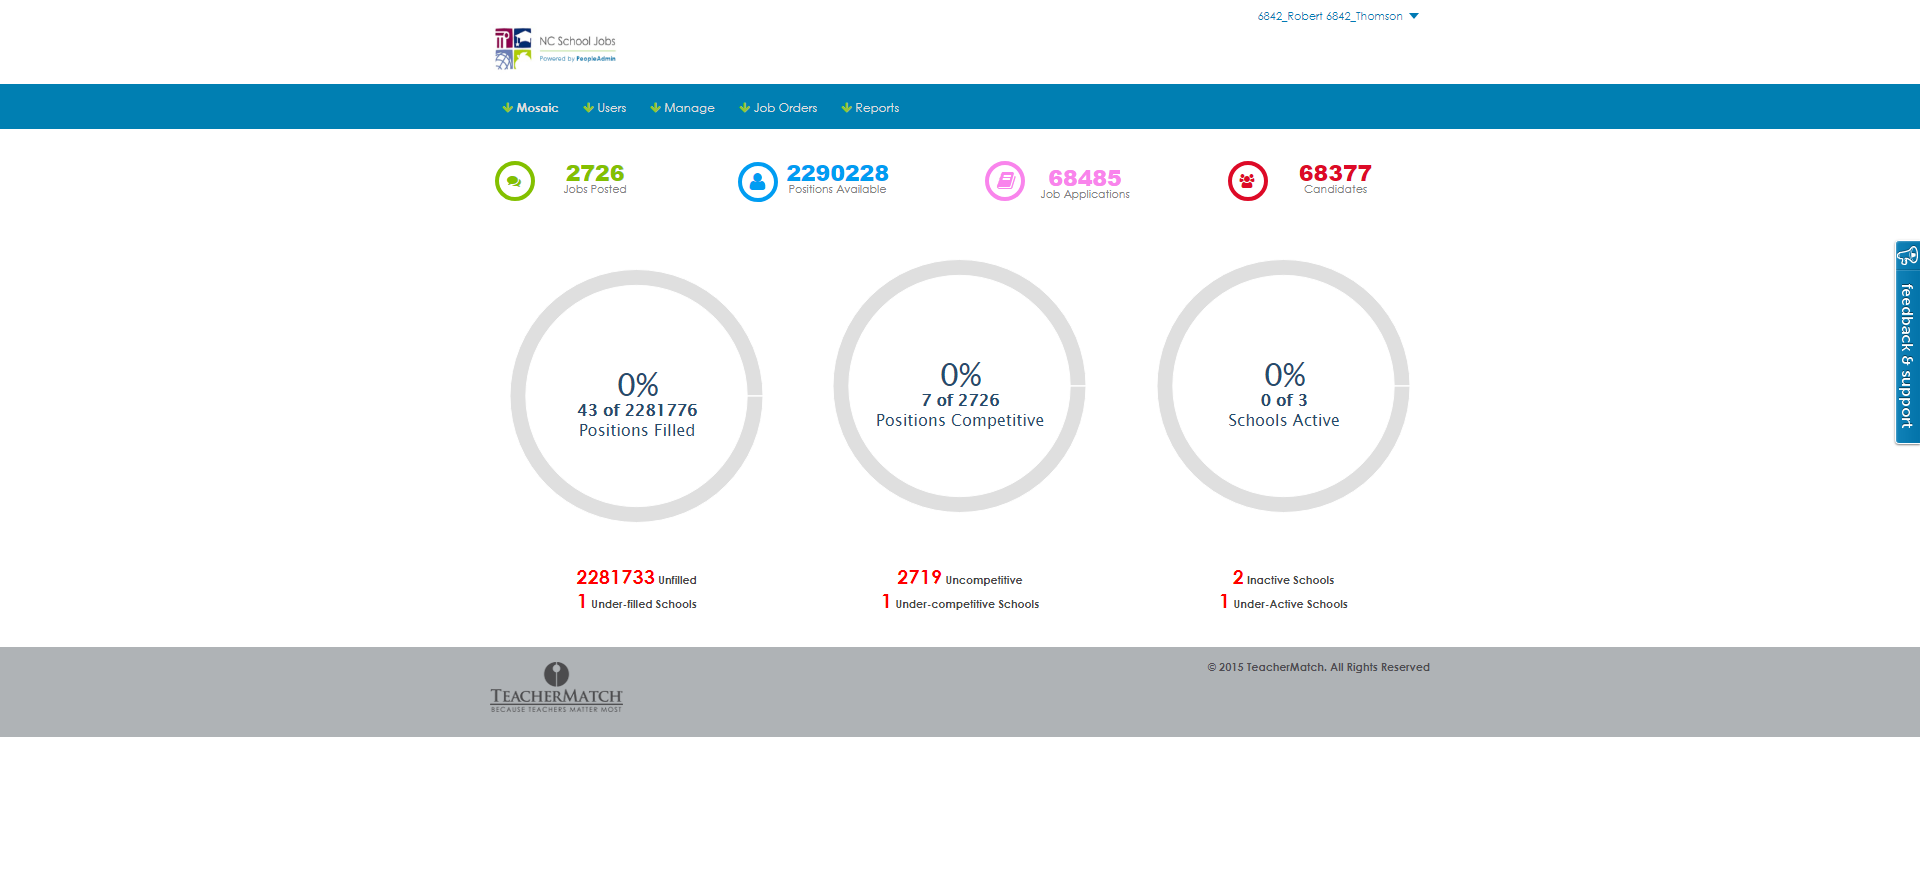 6842_Robert 6842_Thomson
NC School Jobs
Powered by PeopleAdmin
Mosaic Users Manage Job Orders Reports
2726
Jobs Posted
2290228
Positions Available
68485
Job Applications
68377
Candidates
0%
43 of 2281776
Positions Filled
0%
7 of 2726
Positions Competitive
0%
0 of 3
Schools Active
feedback & support
2281733 Unfilled
1 Under-filled Schools
2719 Uncompetitive
1 Under-competitive Schools
2 Inactive Schools
1 Under-Active Schools
TEACHERMATCH
BECAUSE TEACHERS MATTER MOST
© 2015 TeacherMatch. All Rights Reserved